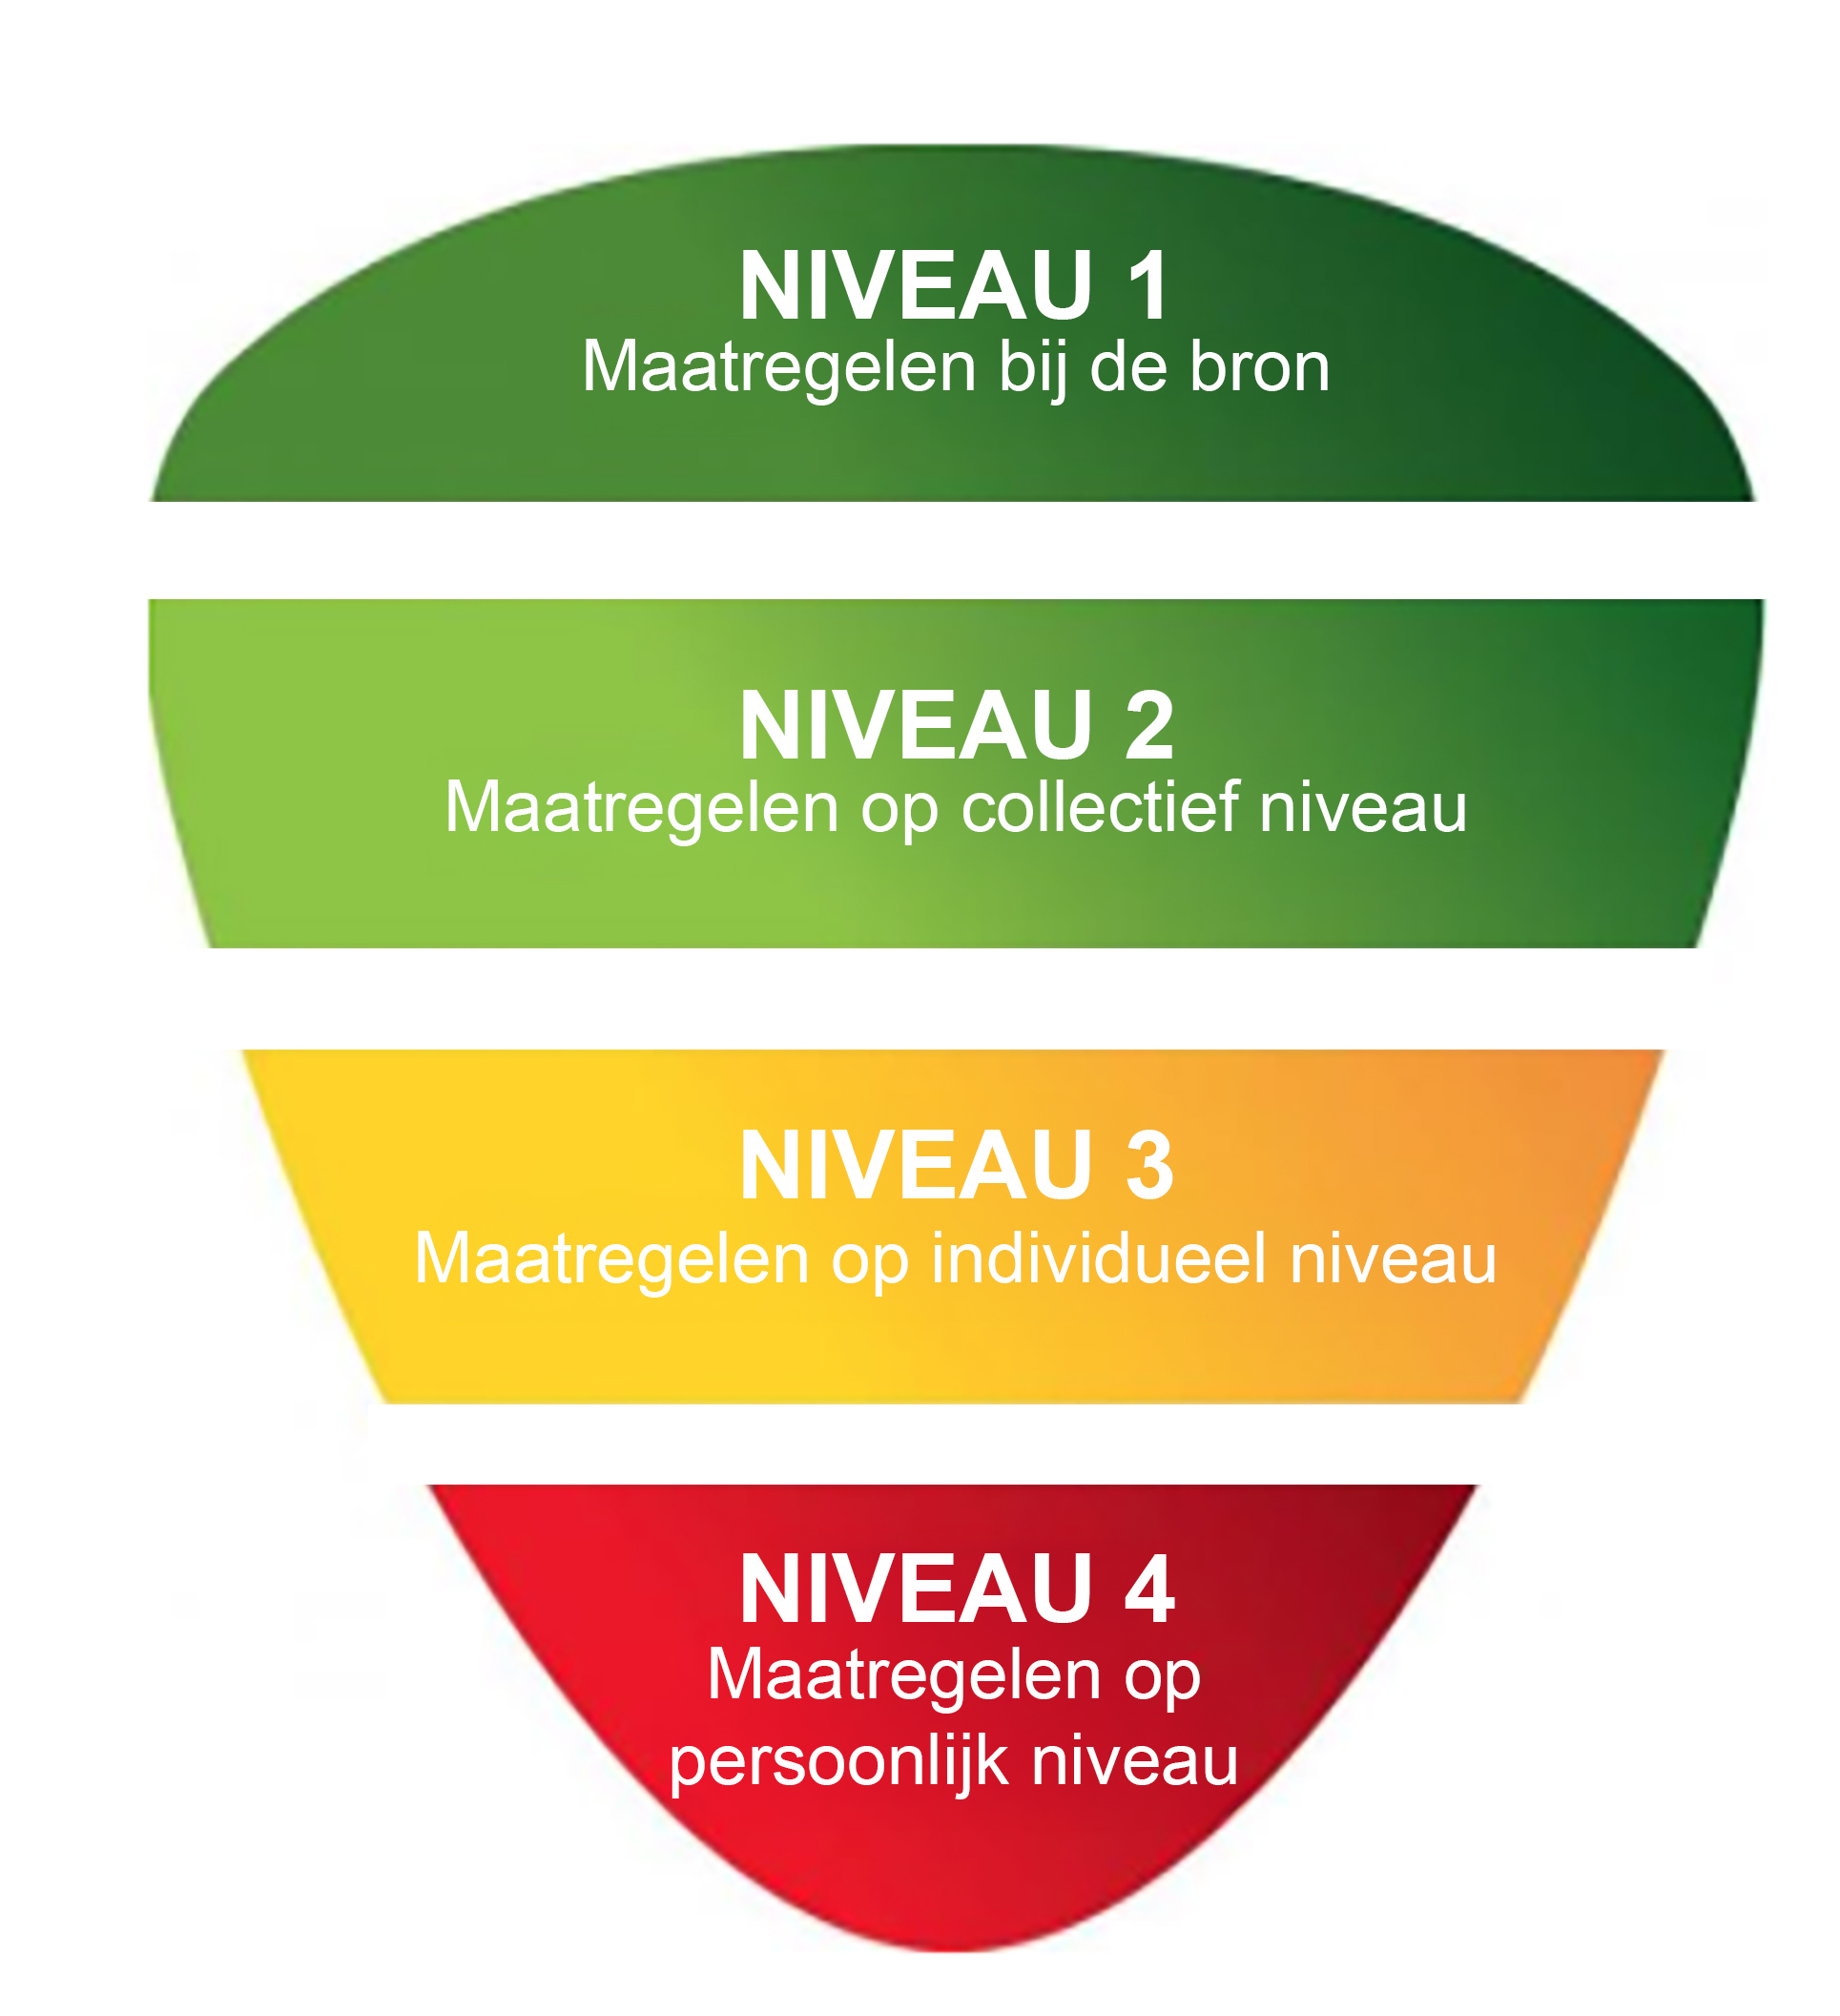 NIVEAU 1
Maatregelen bij de bron
NIVEAU 2
Maatregelen op collectief niveau
NIVEAU 3
Maatregelen op individueel niveau
NIVEAU 4
Maatregelen op
persoonlijk niveau